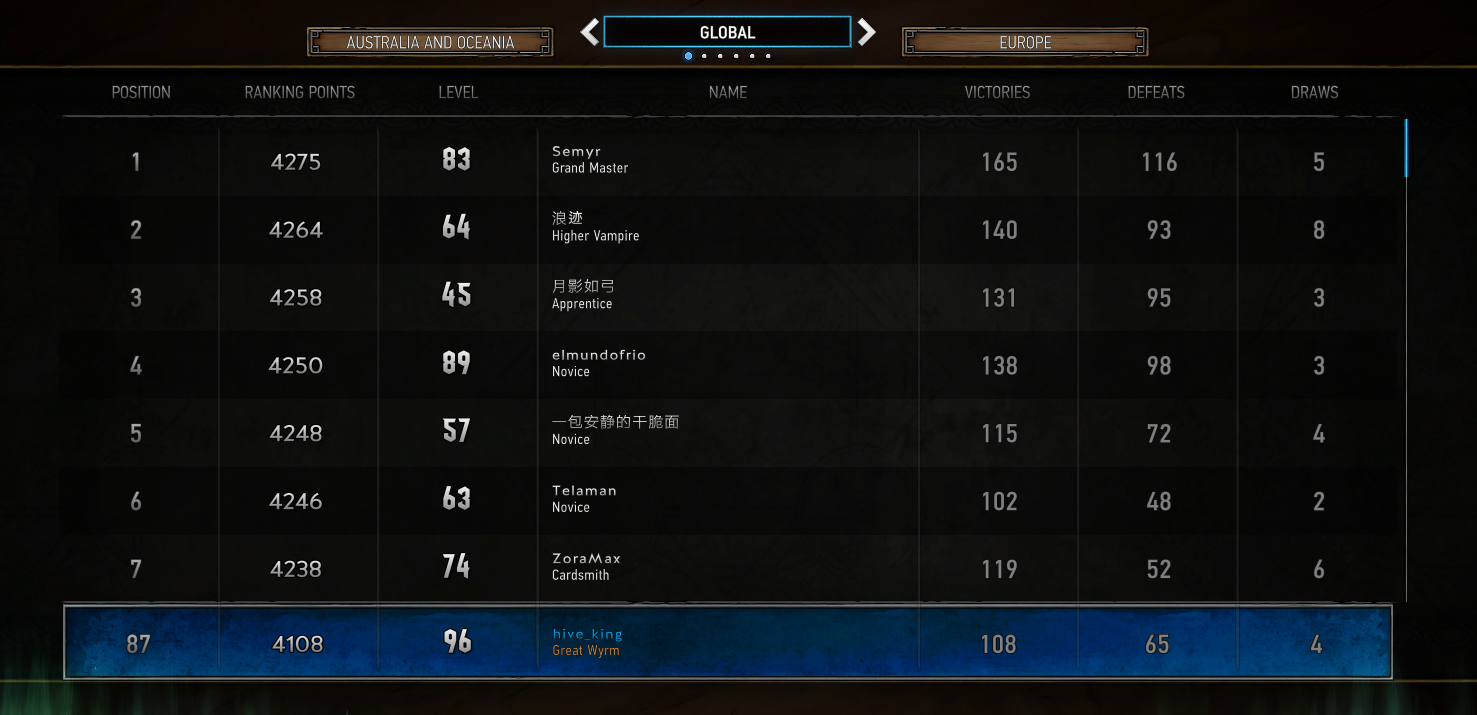 AUSTRALIA AND OCEANIA GLOBAL EUROPE
POSITION RANKING POINTS LEVEL NAME VICTORIES DEFEATS DRAWS
1 4275 83 Semyr 165 116 5
Grand Master
2 4264 64 浪迹 140 93 8
Higher Vampire
3 4258 45 月影如弓 131 95 3
Apprentice
4 4250 89 elmundofrio 138 98 3
Novice
5 4248 57 一包安静的干脆面 115 72 4
Novice
6 4246 63 Telaman 102 48 2
Novice
7 4238 74 ZoraMax 119 52 6
Cardsmith
87 4108 96 hive_king 108 65 4
Great Wyrm